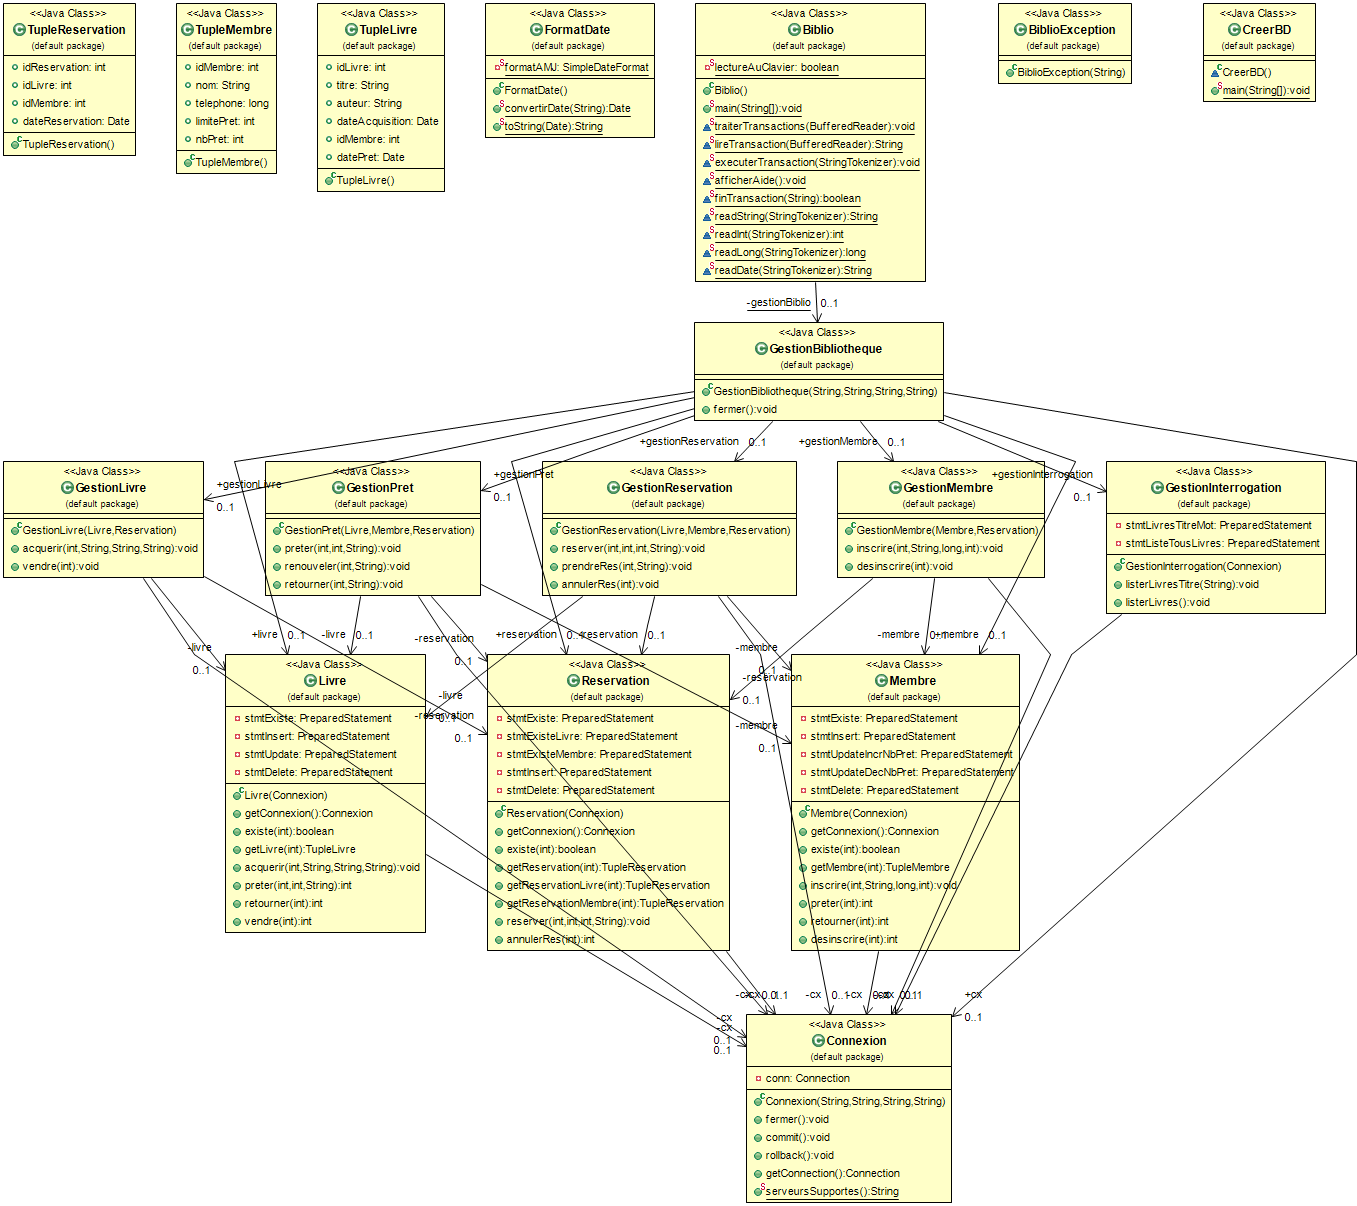 <<Java Class>>
TupleReservation
(default package)
idReservation: int
idLivre: int
idMembre: int
dateReservation: Date
TupleReservation()
<<Java Class>>
TupleMembre
(default package)
idMembre: int
nom: String
telephone: long
limitePret: int
nbPret: int
TupleMembre()
<<Java Class>>
TupleLivre
(default package)
idLivre: int
titre: String
auteur: String
dateAcquisition: Date
idMembre: int
datePret: Date
TupleLivre()
<<Java Class>>
FormatDate
(default package)
formatAMJ: SimpleDateFormat
FormatDate()
convertirDate(String):Date
toString(Date):String
<<Java Class>>
Biblio
(default package)
lectureAuClavier: boolean
Biblio()
main(String[]):void
traiterTransactions(BufferedReader):void
lireTransaction(BufferedReader):String
executerTransaction(StringTokenizer):void
afficherAide():void
finTransaction(String):boolean
readString(StringTokenizer):String
readInt(StringTokenizer):int
readLong(StringTokenizer):long
readDate(StringTokenizer):String
<<Java Class>>
BiblioException
(default package)
BiblioException(String)
<<Java Class>>
CreerBD
(default package)
CreerBD()
main(String[]):void
-gestionBiblio 0..1
<<Java Class>>
GestionBibliotheque
(default package)
GestionBibliotheque(String,String,String,String)
fermer():void
+gestionLivre
0..1
+gestionPret
0..1
+gestionReservation 0..1
+gestionMembre 0..1
+gestionInterrogation
0..1
<<Java Class>>
GestionLivre
(default package)
GestionLivre(Livre,Reservation)
acquerir(int,String,String,String):void
vendre(int):void
<<Java Class>>
GestionPret
(default package)
GestionPret(Livre,Membre,Reservation)
preter(int,int,String):void
renouveler(int,String):void
retourner(int,String):void
<<Java Class>>
GestionReservation
(default package)
GestionReservation(Livre,Membre,Reservation)
reserver(int,int,int,String):void
prendreRes(int,String):void
annulerRes(int):void
<<Java Class>>
GestionMembre
(default package)
GestionMembre(Membre,Reservation)
inscrire(int,String,long,int):void
desinscrire(int):void
<<Java Class>>
GestionInterrogation
(default package)
stmtLivresTitreMot: PreparedStatement
stmtListeTousLivres: PreparedStatement
GestionInterrogation(Connexion)
listerLivresTitre(String):void
listerLivres():void
-livre
0..1
+livre 0..1
-livre 0..1
-reservation
0..1
+reservation 0..1
-reservation 0..1
-membre
0..1
-membre 0..1
+membre 0..1
-reservation
0..1
-livre
0..1
-reservation
0..1
-membre
0..1
<<Java Class>>
Livre
(default package)
stmtExiste: PreparedStatement
stmtInsert: PreparedStatement
stmtUpdate: PreparedStatement
stmtDelete: PreparedStatement
Livre(Connexion)
getConnexion():Connexion
existe(int):boolean
getLivre(int):TupleLivre
acquerir(int,String,String,String):void
preter(int,int,String):int
retourner(int):int
vendre(int):int
<<Java Class>>
Reservation
(default package)
stmtExiste: PreparedStatement
stmtExisteLivre: PreparedStatement
stmtExisteMembre: PreparedStatement
stmtInsert: PreparedStatement
stmtDelete: PreparedStatement
Reservation(Connexion)
getConnexion():Connexion
existe(int):boolean
getReservation(int):TupleReservation
getReservationLivre(int):TupleReservation
getReservationMembre(int):TupleReservation
reserver(int,int,int,String):void
annulerRes(int):int
<<Java Class>>
Membre
(default package)
stmtExiste: PreparedStatement
stmtInsert: PreparedStatement
stmtUpdateIncrNbPret: PreparedStatement
stmtUpdateDecNbPret: PreparedStatement
stmtDelete: PreparedStatement
Membre(Connexion)
getConnexion():Connexion
existe(int):boolean
getMembre(int):TupleMembre
inscrire(int,String,long,int):void
preter(int):int
retourner(int):int
desinscrire(int):int
-cx 0..1
-cx 0..1
+cx
0..1
-cx
-cx
0..1
0..1
<<Java Class>>
Connexion
(default package)
conn: Connection
Connexion(String,String,String,String)
fermer():void
commit():void
rollback():void
getConnection():Connection
serveursSupportes():String